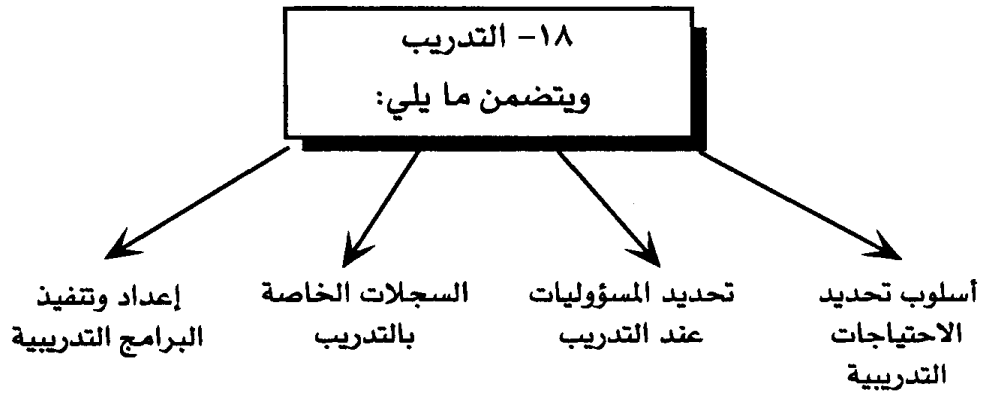 ١٨- التدريب
ويتضمن ما يلي:
أسلوب تحديد
الاحتياجات
التدريبية
تحديد المسؤوليات
عند التدريب
السجلات الخاصة
بالتدريب
إعداد وتنفيذ
البرامج التدريبية